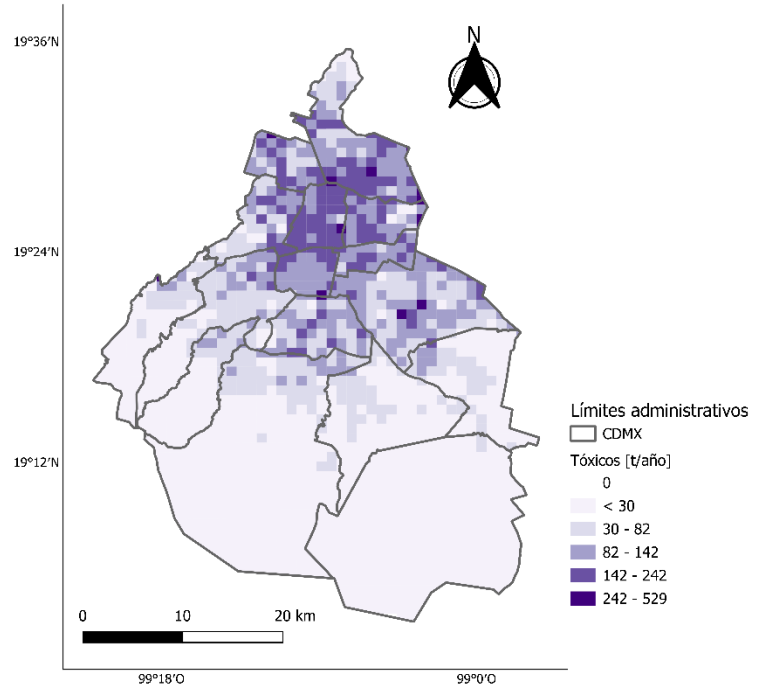 19°36′N
N
19°24′N
19°12′N
Límites administrativos
CDMX
Tóxicos [t/año]
0
< 30
30 - 82
82 - 142
142 - 242
242 - 529
0 10 20 km
99°18′O 99°0′O